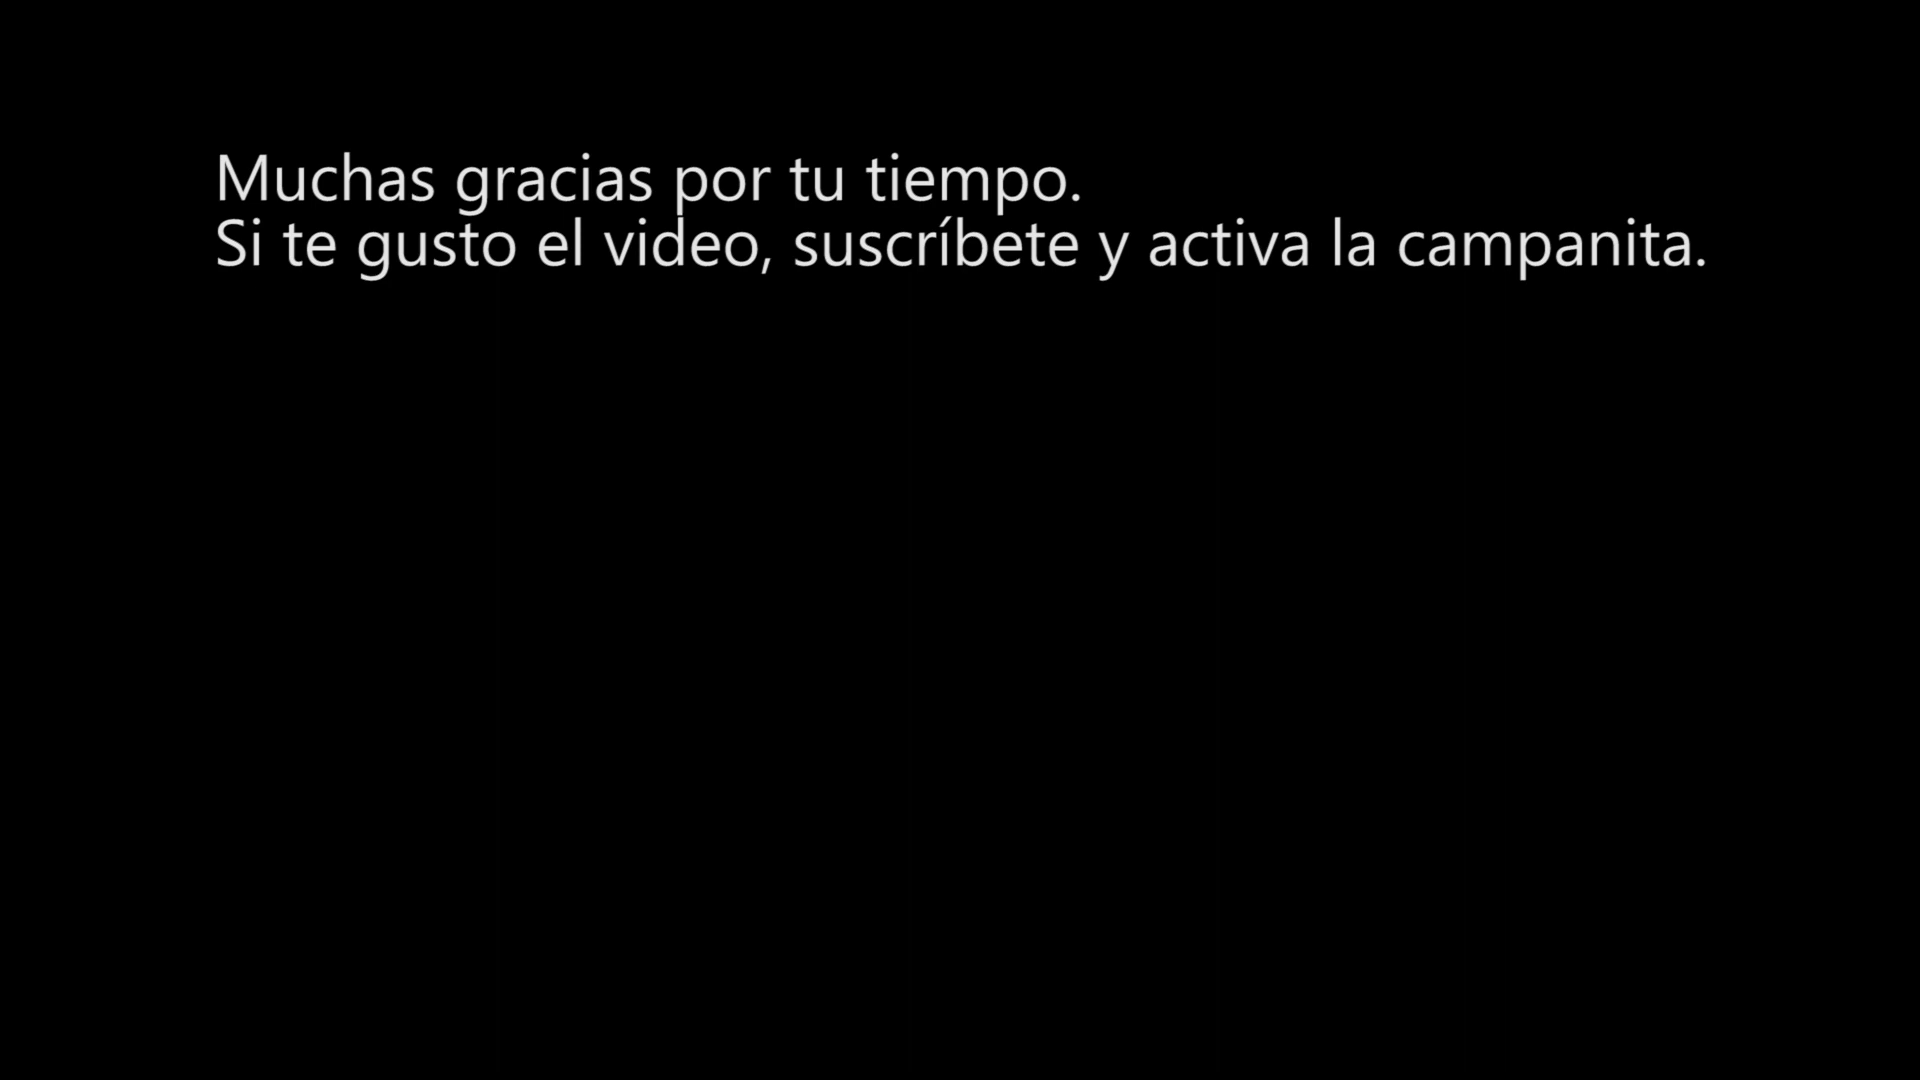 Muchas gracias por tu tiempo.
Si te gusto el video, suscríbete y activa la campanita.